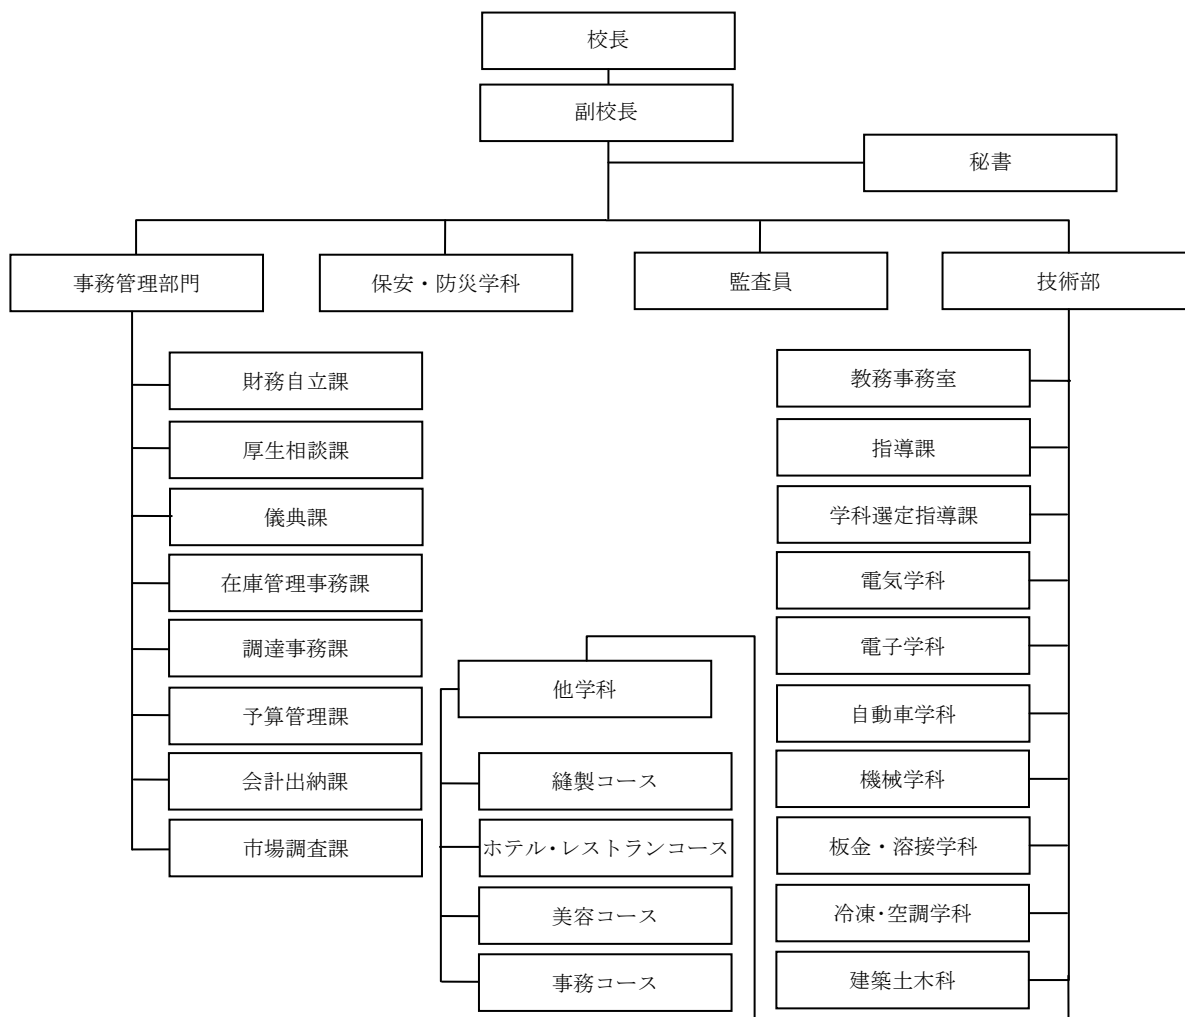 校長
副校長
秘書
事務管理部門
保安・防災学科
監査員
技術部
財務自立課
厚生相談課
儀典課
在庫管理事務課
調達事務課
予算管理課
会計出納課
市場調査課
他学科
縫製コース
ホテル・レストランコース
美容コース
事務コース
教務事務室
指導課
学科選定指導課
電気学科
電子学科
自動車学科
機械学科
板金・溶接学科
冷凍・空調学科
建築土木科